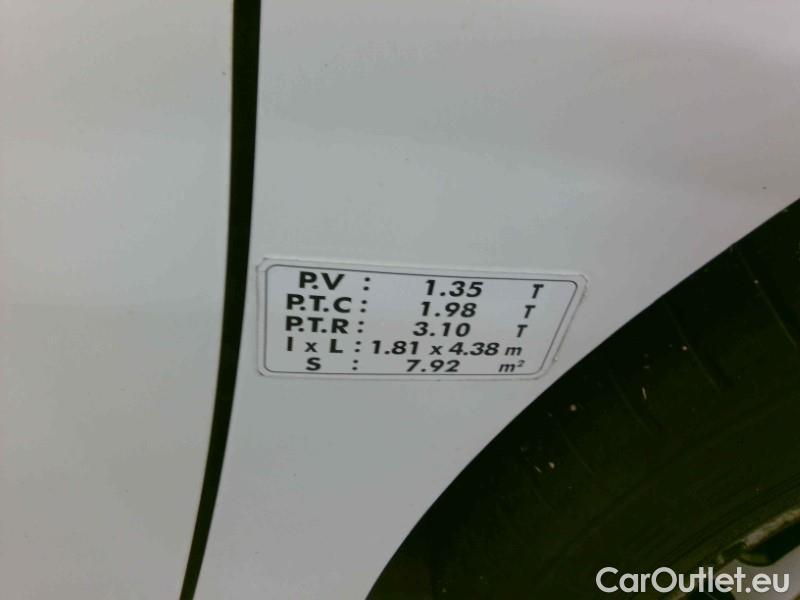 P.V : 1.35 T
P.T.C : 1.98 T
P.T.R : 3.10 T
l x L : 1.81 x 4.38 m
S : 7.92 m²
CarOutlet.eu